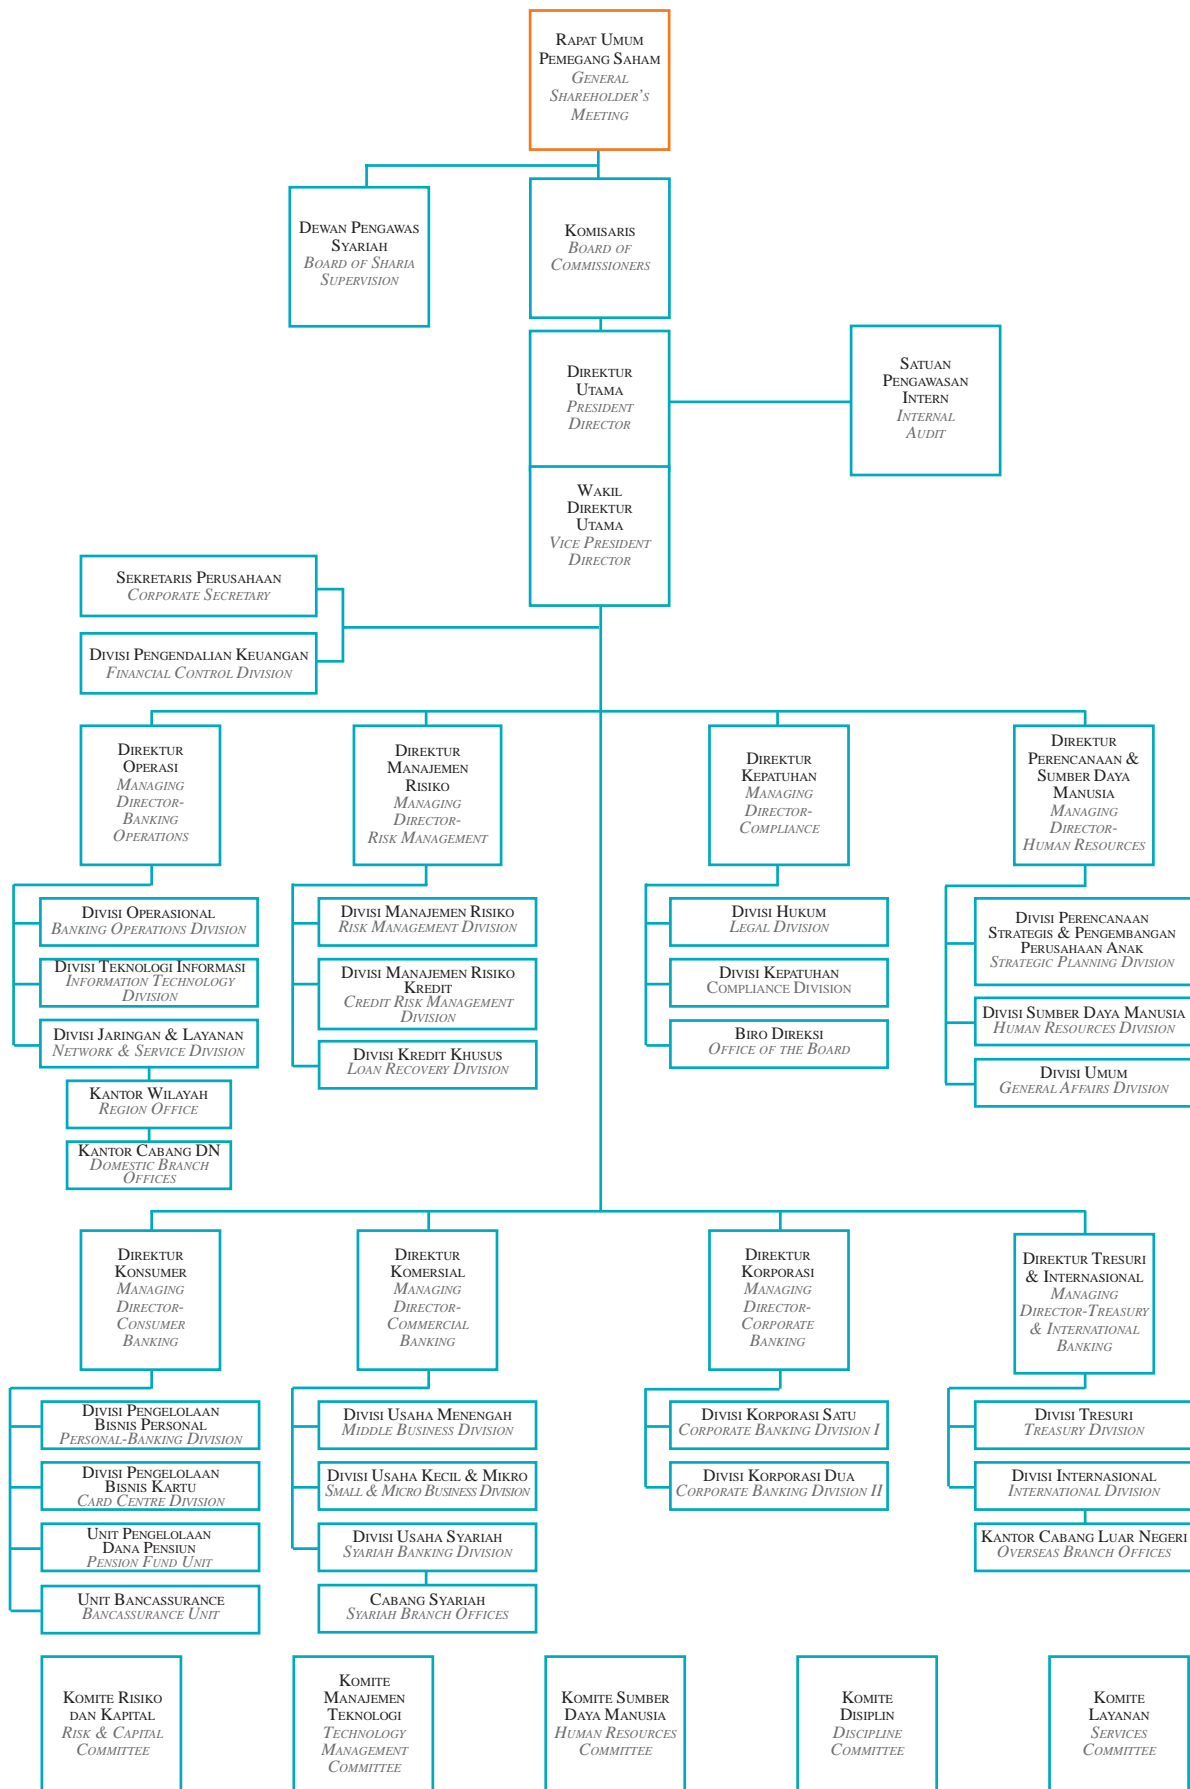 RAPAT UMUM
PEMEGANG SAHAM
GENERAL
SHAREHOLDER'S
MEETING
DEWAN PENGAWAS
SYARIAH
BOARD OF SHARIA
SUPERVISION
KOMISARIS
BOARD OF
COMMISSIONERS
DIREKTUR
UTAMA
PRESIDENT
DIRECTOR
SATUAN
PENGAWASAN
INTERN
INTERNAL
AUDIT
WAKIL
DIREKTUR
UTAMA
VICE PRESIDENT
DIRECTOR
SEKRETARIS PERUSAHAAN
CORPORATE SECRETARY
DIVISI PENGENDALIAN KEUANGAN
FINANCIAL CONTROL DIVISION
DIREKTUR
OPERASI
MANAGING
DIRECTOR-
BANKING
OPERATIONS
DIREKTUR
MANAJEMEN
RISIKO
MANAGING
DIRECTOR-
RISK MANAGEMENT
DIREKTUR
KEPATUHAN
MANAGING
DIRECTOR-
COMPLIANCE
DIREKTUR
PERENCANAAN &
SUMBER DAYA
MANUSIA
MANAGING
DIRECTOR-
HUMAN RESOURCES
DIVISI OPERASIONAL
BANKING OPERATIONS DIVISION
DIVISI TEKNOLOGI INFORMASI
INFORMATION TECHNOLOGY
DIVISION
DIVISI JARINGAN & LAYANAN
NETWORK & SERVICE DIVISION
KANTOR WILAYAH
REGION OFFICE
KANTOR CABANG DN
DOMESTIC BRANCH
OFFICES
DIVISI MANAJEMEN RISIKO
RISK MANAGEMENT DIVISION
DIVISI MANAJEMEN RISIKO
KREDIT
CREDIT RISK MANAGEMENT
DIVISION
DIVISI KREDIT KHUSUS
LOAN RECOVERY DIVISION
DIVISI HUKUM
LEGAL DIVISION
DIVISI KEPATUHAN
COMPLIANCE DIVISION
BIRO DIREKSI
OFFICE OF THE BOARD
DIVISI PERENCANAAN
STRATEGIS & PENGEMBANGAN
PERUSAHAAN ANAK
STRATEGIC PLANNING DIVISION
DIVISI SUMBER DAYA MANUSIA
HUMAN RESOURCES DIVISION
DIVISI UMUM
GENERAL AFFAIRS DIVISION
DIREKTUR
KONSUMER
MANAGING
DIRECTOR-
CONSUMER
BANKING
DIREKTUR
KOMERSIAL
MANAGING
DIRECTOR-
COMMERCIAL
BANKING
DIREKTUR
KORPORASI
MANAGING
DIRECTOR-
CORPORATE
BANKING
DIREKTUR TRESURI
& INTERNASIONAL
MANAGING
DIRECTOR-TREASURY
& INTERNATIONAL
BANKING
DIVISI PENGELOLAAN
BISNIS PERSONAL
PERSONAL-BANKING DIVISION
DIVISI PENGELOLAAN
BISNIS KARTU
CARD CENTRE DIVISION
UNIT PENGELOLAAN
DANA PENSIUN
PENSION FUND UNIT
UNIT BANCASSURANCE
BANCASSURANCE UNIT
DIVISI USAHA MENENGAH
MIDDLE BUSINESS DIVISION
DIVISI USAHA KECIL & MIKRO
SMALL & MICRO BUSINESS DIVISION
DIVISI USAHA SYARIAH
SYARIAH BANKING DIVISION
CABANG SYARIAH
SYARIAH BRANCH OFFICES
DIVISI KORPORASI SATU
CORPORATE BANKING DIVISION I
DIVISI KORPORASI DUA
CORPORATE BANKING DIVISION II
DIVISI TRESURI
TREASURY DIVISION
DIVISI INTERNASIONAL
INTERNATIONAL DIVISION
KANTOR CABANG LUAR NEGERI
OVERSEAS BRANCH OFFICES
KOMITE RISIKO
DAN KAPITAL
RISK & CAPITAL
COMMITTEE
KOMITE
MANAJEMEN
TEKNOLOGI
TECHNOLOGY
MANAGEMENT
COMMITTEE
KOMITE SUMBER
DAYA MANUSIA
HUMAN RESOURCES
COMMITTEE
KOMITE
DISIPLIN
DISCIPLINE
COMMITTEE
KOMITE
LAYANAN
SERVICES
COMMITTEE